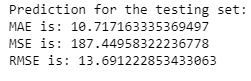 Prediction for the testing set:
MAE is: 10.717163335369497
MSE is: 187.44958322236778
RMSE is: 13.691222853433063